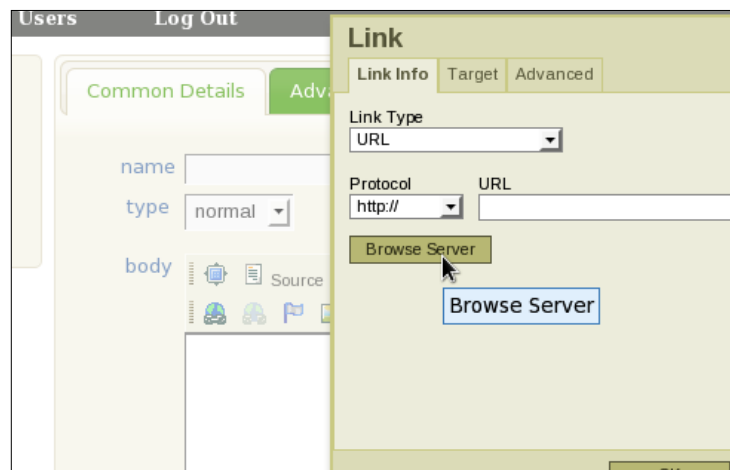 Users Log Out
Link
Link Info Target Advanced
Common Details
Link Type
URL
name
Protocol URL
type normal
http://
Browse Server
body
Source
Browse Server